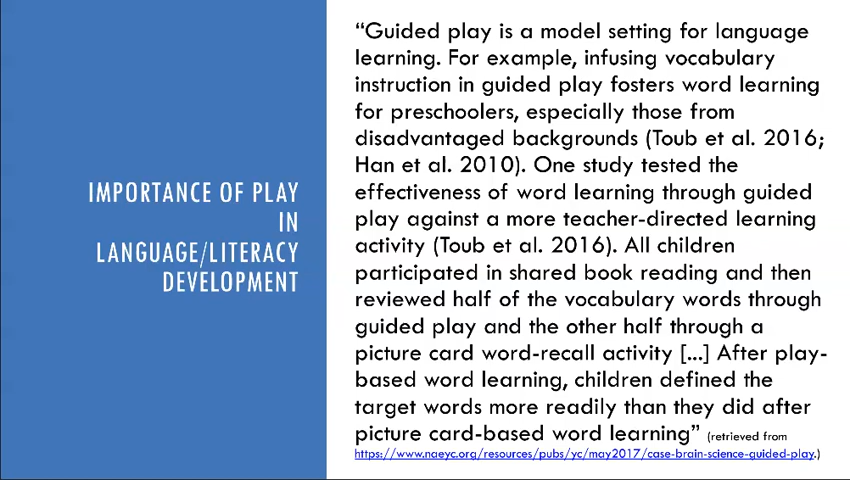 IMPORTANCE OF PLAY
IN
LANGUAGE/LITERACY
DEVELOPMENT
“Guided play is a model setting for language
learning. For example, infusing vocabulary
instruction in guided play fosters word learning
for preschoolers, especially those from
disadvantaged backgrounds (Toub et al. 2016;
Han et al. 2010). One study tested the
effectiveness of word learning through guided
play against a more teacher-directed learning
activity (Toub et al. 2016). All children
participated in shared book reading and then
reviewed half of the vocabulary words through
guided play and the other half through a
picture card word-recall activity [...] After play-
based word learning, children defined the
target words more readily than they did after
picture card-based word learning” (retrieved from
https://www.naeyc.org/resources/pubs/yc/may2017/case-brain-science-guided-play.)